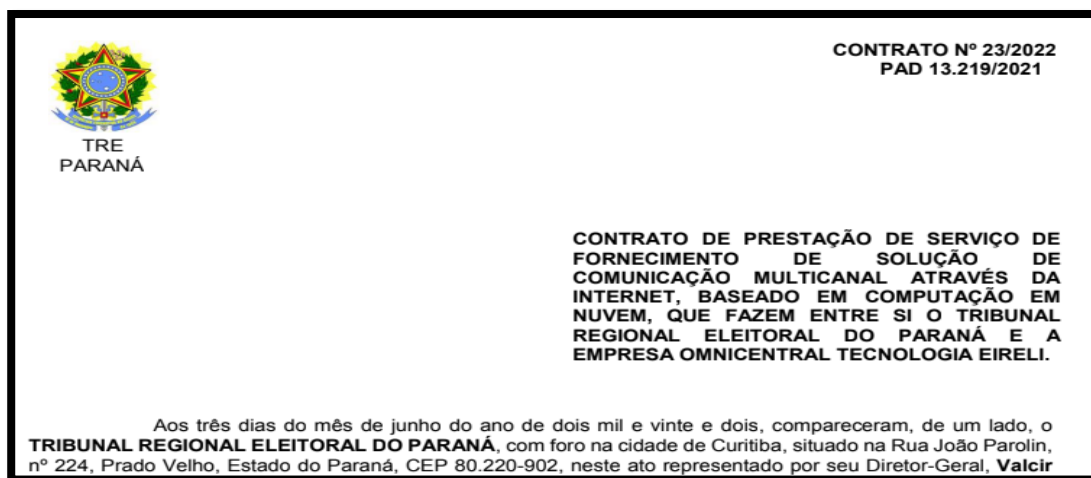 CONTRATO Nº 23/2022
PAD 13.219/2021
TRE
PARANÁ
CONTRATO DE PRESTAÇÃO DE SERVIÇO DE
FORNECIMENTO DE SOLUÇÃO DE
COMUNICAÇÃO MULTICANAL ATRAVÉS DA
INTERNET, BASEADO EM COMPUTAÇÃO EM
NUVEM, QUE FAZEM ENTRE SI O TRIBUNAL
REGIONAL ELEITORAL DO PARANÁ E A
EMPRESA OMNICENTRAL TECNOLOGIA EIRELI.
Aos três dias do mês de junho do ano de dois mil e vinte e dois, compareceram, de um lado, o
TRIBUNAL REGIONAL ELEITORAL DO PARANÁ, com foro na cidade de Curitiba, situado na Rua João Parolin,
nº 224, Prado Velho, Estado do Paraná, CEP 80.220-902, neste ato representado por seu Diretor-Geral, Valcir